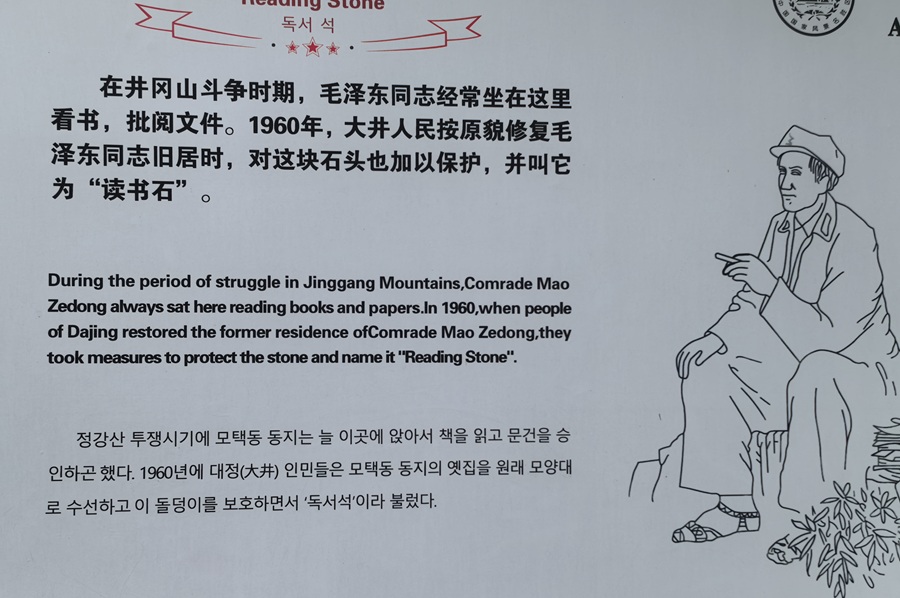 Reading Stone
독서 석
在井冈山斗争时期，毛泽东同志经常坐在这里
看书，批阅文件。1960年，大井人民按原貌修复毛
泽东同志旧居时，对这块石头也加以保护，并叫它
为“读书石”。
During the period of struggle in Jinggang Mountains,Comrade Mao
Zedong always sat here reading books and papers.In 1960,when people
of Dajing restored the former residence ofComrade Mao Zedong,they
took measures to protect the stone and name it "Reading Stone".
정강산 투쟁시기에 모택동 동지는 늘 이곳에 앉아서 책을 읽고 문건을 승
인하곤 했다. 1960년에 대정(大井) 인민들은 모택동 동지의 옛집을 원래 모양대
로 수선하고 이 돌덩이를 보호하면서 ‘독서석’이라 불렀다.